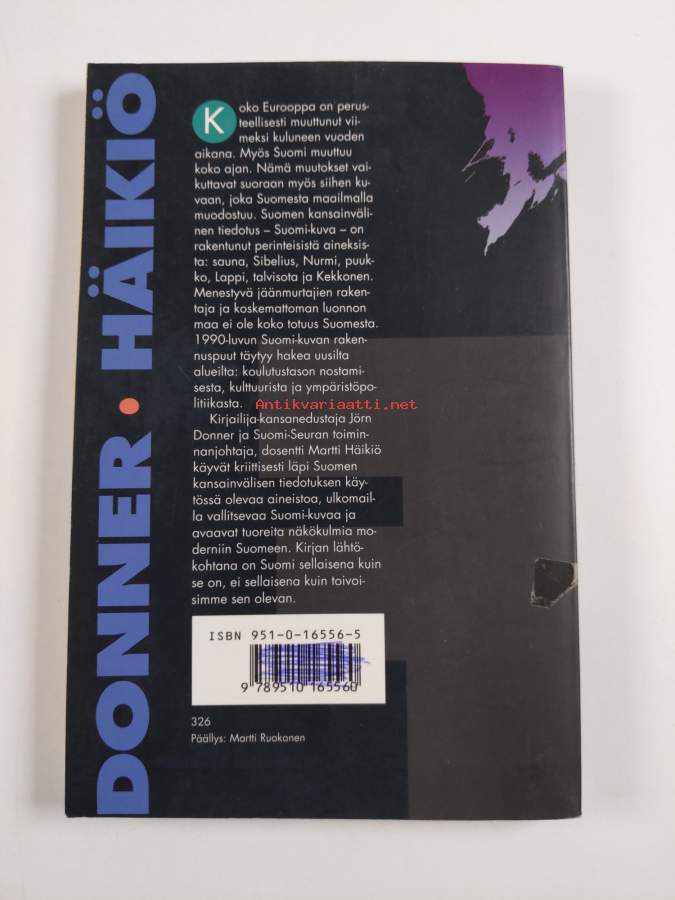 DONNER • HÄIKIÖ
Koko Eurooppa on perus-
teellisesti muuttunut vii-
meksi kuluneen vuoden
aikana. Myös Suomi muuttuu
koko ajan. Nämä muutokset vai-
kuttavat suoraan myös siihen ku-
vaan, joka Suomesta maailmalla
muodostuu. Suomen kansainväli-
nen tiedotus – Suomi-kuva – on
rakentunut perinteisistä aineksis-
ta: sauna, Sibelius, Nurmi, puuk-
ko, Lappi, talvisota ja Kekkonen.
Menestyvä jäänmurtajien raken-
taja ja koskemattoman luonnon
maa ei ole koko totuus Suomesta.
1990-luvun Suomi-kuvan raken-
nuspuut täytyy hakea uusilta
alueilta: koulutustason nostami-
sesta, kulttuurista ja ympäristöpo-
litiikasta.
Antikvariaatti.net
Kirjailija-kansanedustaja Jörn
Donner ja Suomi-Seuran toimin-
nanjohtaja, dosentti Martti Häikiö
käyvät kriittisesti läpi Suomen
kansainvälisen tiedotuksen käy-
tössä olevaa aineistoa, ulkomail-
la vallitsevaa Suomi-kuvaa ja
avaavat tuoreita näkökulmia mo-
derniin Suomeen. Kirjan lähtö-
kohtana on Suomi sellaisena kuin
se on, ei sellaisena kuin toivoi-
simme sen olevan.
ISBN 951-0-16556-5
9 789510 165560
326
Päällys: Martti Ruokonen